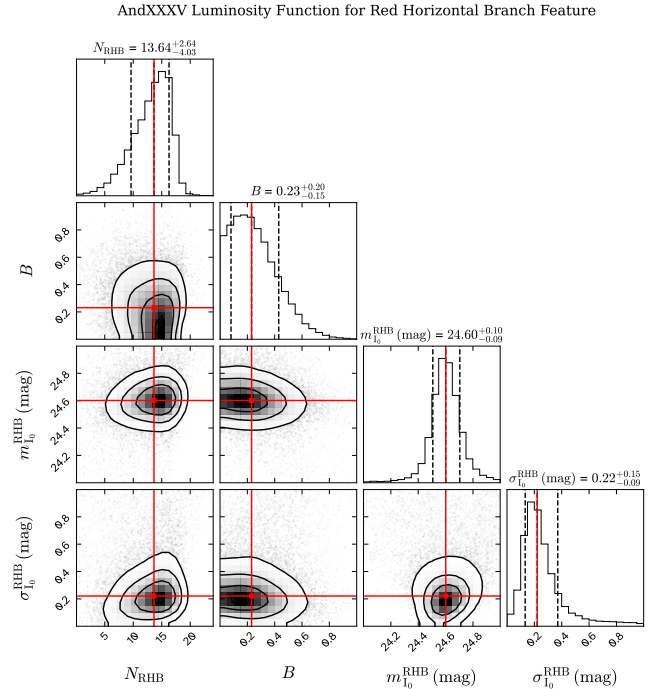 AndXXXV Luminosity Function for Red Horizontal Branch Feature
N_RHB = 13.64^{+2.64}_{-4.03}
B = 0.23^{+0.20}_{-0.15}
0.8
0.6
0.4
0.2
B
m^{RHB}_{I_0} (mag) = 24.60^{+0.10}_{-0.09}
24.8
24.6
24.4
24.2
m^{RHB}_{I_0} (mag)
σ^{RHB}_{I_0} (mag) = 0.22^{+0.15}_{-0.09}
0.8
0.6
0.4
0.2
σ^{RHB}_{I_0} (mag)
5 10 15 20
0.2 0.4 0.6 0.8
24.2 24.4 24.6 24.8
0.2 0.4 0.6 0.8
N_RHB B m^{RHB}_{I_0} (mag) σ^{RHB}_{I_0} (mag)